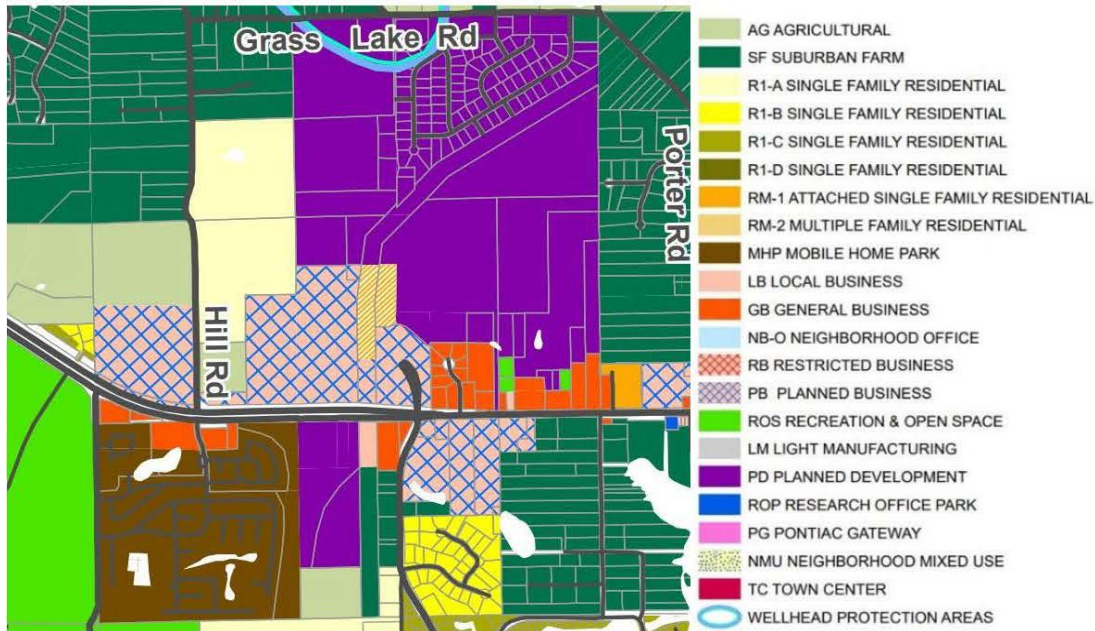 Grass Lake Rd
Porter Rd
Hill Rd
AG AGRICULTURAL
SF SUBURBAN FARM
R1-A SINGLE FAMILY RESIDENTIAL
R1-B SINGLE FAMILY RESIDENTIAL
R1-C SINGLE FAMILY RESIDENTIAL
R1-D SINGLE FAMILY RESIDENTIAL
RM-1 ATTACHED SINGLE FAMILY RESIDENTIAL
RM-2 MULTIPLE FAMILY RESIDENTIAL
MHP MOBILE HOME PARK
LB LOCAL BUSINESS
GB GENERAL BUSINESS
NB-O NEIGHBORHOOD OFFICE
RB RESTRICTED BUSINESS
PB PLANNED BUSINESS
ROS RECREATION & OPEN SPACE
LM LIGHT MANUFACTURING
PD PLANNED DEVELOPMENT
ROP RESEARCH OFFICE PARK
PG PONTIAC GATEWAY
NMU NEIGHBORHOOD MIXED USE
TC TOWN CENTER
WELLHEAD PROTECTION AREAS